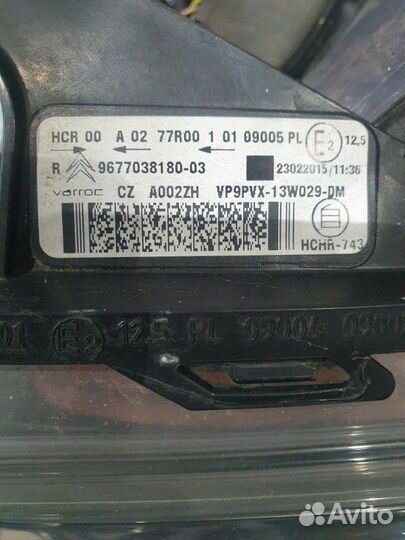 HCR 00 A 02 77R00 1 01 09005 PL E2 12,5
R 9677038180-03 23022015/11:36
varroc CZ A002ZH VP9PVX-13W029-DM
HCHR-743
01 E2 12.5 PL 09004 0900
Avito